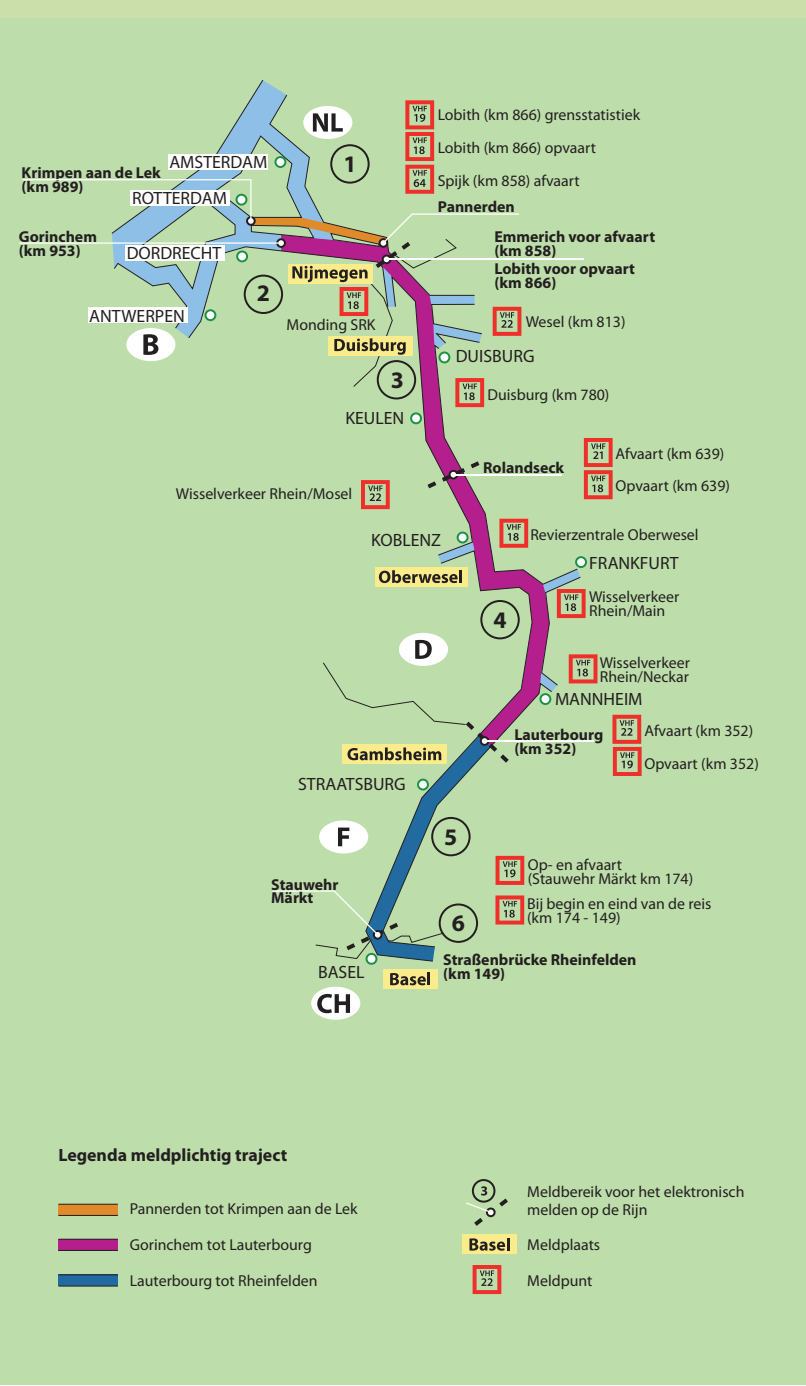 NL
VHF
19
Lobith (km 866) grensstatistiek
VHF
18
Lobith (km 866) opvaart
VHF
64
Spijk (km 858) afvaart
AMSTERDAM
1
Krimpen aan de Lek
(km 989)
ROTTERDAM
Pannerden
Gorinchem
(km 953)
DORDRECHT
Emmerich voor afvaart
(km 858)
Lobith voor opvaart
(km 866)
Nijmegen
2
VHF
18
Monding SRK
ANTWERPEN
B
VHF
22
Wesel (km 813)
Duisburg
DUISBURG
3
VHF
18
Duisburg (km 780)
KEULEN
VHF
21
Afvaart (km 639)
Rolandseck
VHF
18
Opvaart (km 639)
Wisselverkeer Rhein/Mosel
VHF
22
KOBLENZ
VHF
18
Revierzentrale Oberwesel
FRANKFURT
Oberwesel
VHF
18
Wisselverkeer
Rhein/Main
4
D
VHF
18
Wisselverkeer
Rhein/Neckar
MANNHEIM
Lauterbourg
(km 352)
VHF
22
Afvaart (km 352)
VHF
19
Opvaart (km 352)
Gambsheim
STRAATSBURG
F
5
VHF
19
Op- en afvaart
(Stauwehr Märkt km 174)
Stauwehr
Märkt
VHF
18
Bij begin en eind van de reis
(km 174 - 149)
6
Straßenbrücke Rheinfelden
(km 149)
BASEL
Basel
CH
Legenda meldplichtig traject
Pannerden tot Krimpen aan de Lek
Gorinchem tot Lauterbourg
Lauterbourg tot Rheinfelden
3
Meldbereik voor het elektronisch
melden op de Rijn
Basel
Meldplaats
VHF
22
Meldpunt